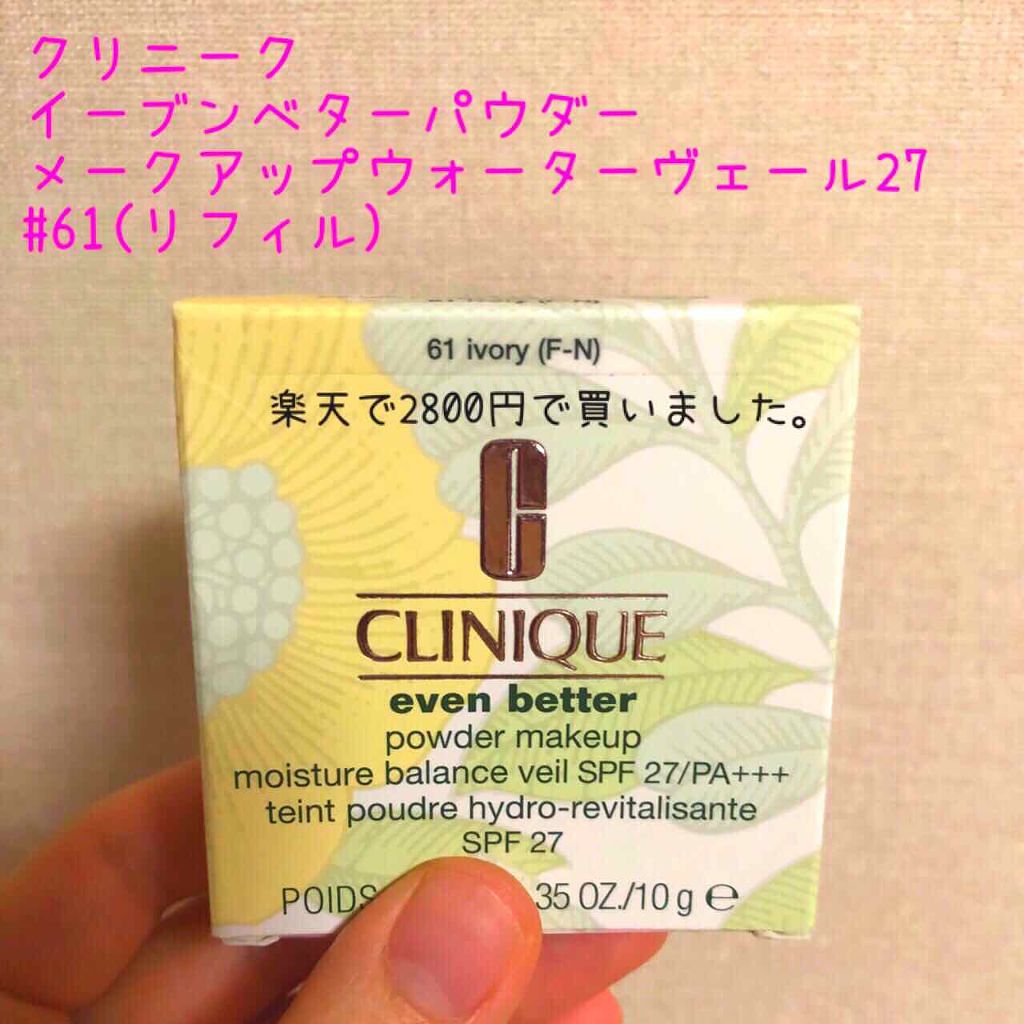 クリニーク
イーブンベターパウダー
メークアップウォーターヴェール27
#61(リフィル)
61 ivory (F-N)
楽天で2800円で買いました。
CLINIQUE
even better
powder makeup
moisture balance veil SPF 27/PA+++
teint poudre hydro-revitalisante
SPF 27
POIDS .35 OZ./10 g ℮